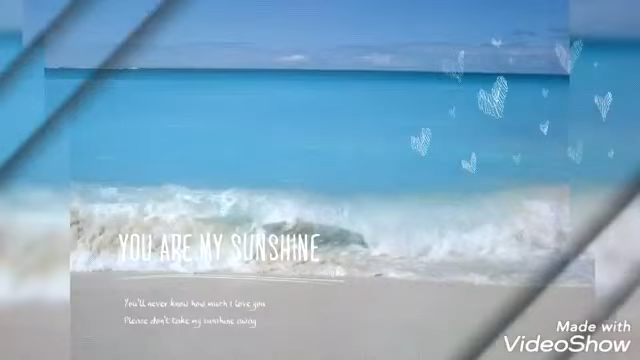 YOU ARE MY SUNSHINE
You'll never know how much I love you
Please don't take my sunshine away
Made with
VideoShow